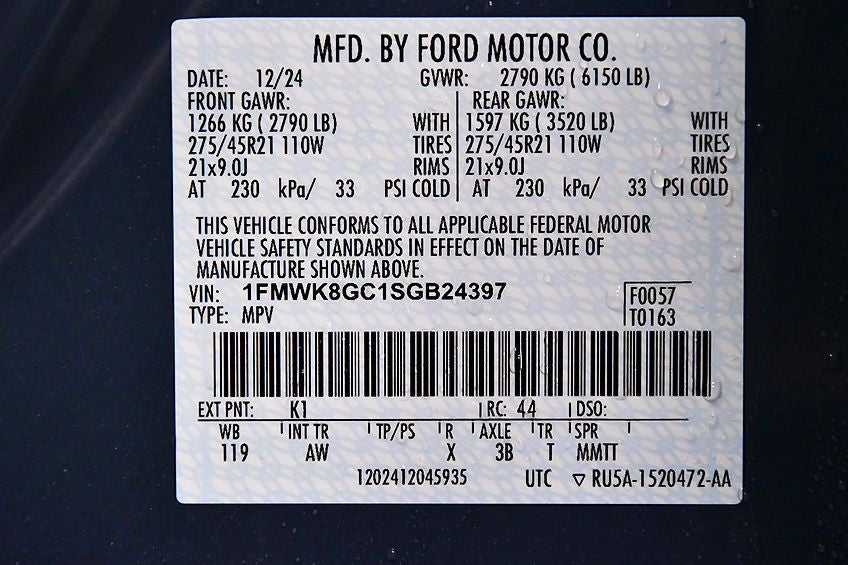 MFD. BY FORD MOTOR CO.
DATE: 12/24 GVWR: 2790 KG ( 6150 LB)
FRONT GAWR: REAR GAWR:
1266 KG ( 2790 LB) WITH 1597 KG ( 3520 LB) WITH
275/45R21 110W TIRES 275/45R21 110W TIRES
21x9.0J RIMS 21x9.0J RIMS
AT 230 kPa/ 33 PSI COLD AT 230 kPa/ 33 PSI COLD
THIS VEHICLE CONFORMS TO ALL APPLICABLE FEDERAL MOTOR
VEHICLE SAFETY STANDARDS IN EFFECT ON THE DATE OF
MANUFACTURE SHOWN ABOVE.
VIN: 1FMWK8GC1SGB24397 F0057
TYPE: MPV T0163
EXT PNT: K1 RC: 44 DSO:
WB INT TR TP/PS R AXLE TR SPR
119 AW X 3B T MMTT
1202412045935 UTC ▽ RU5A-1520472-AA